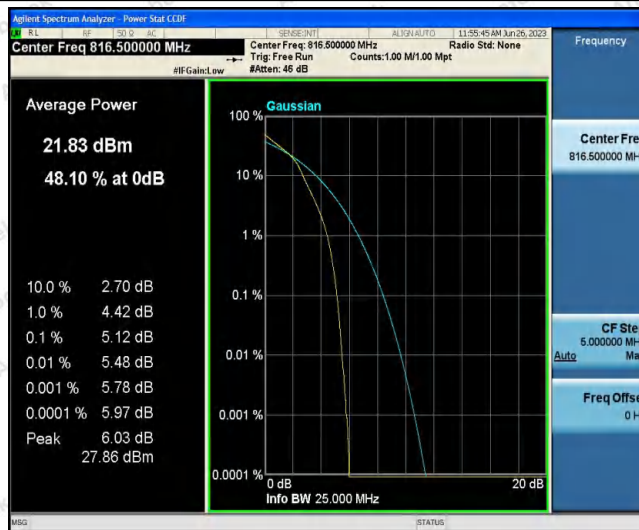 Agilent Spectrum Analyzer - Power Stat CCDF
RL RF 50 Ω AC SENSE:INT ALIGN AUTO 11:55:45 AM Jun 26, 2023
Center Freq 816.500000 MHz
Center Freq: 816.500000 MHz Radio Std: None
Trig: Free Run Counts:1.00 M/1.00 Mpt
#IFGain:Low #Atten: 46 dB
Frequency
Average Power
21.83 dBm
48.10 % at 0dB
10.0 % 2.70 dB
1.0 % 4.42 dB
0.1 % 5.12 dB
0.01 % 5.48 dB
0.001 % 5.78 dB
0.0001 % 5.97 dB
Peak 6.03 dB
27.86 dBm
Gaussian
100 %
10 %
1 %
0.1 %
0.01 %
0.001 %
0.0001 %
0 dB 20 dB
Info BW 25.000 MHz
Center Fre
816.500000 MH
CF Ste
5.000000 MH
Auto Ma
Freq Offse
0 H
MSG STATUS